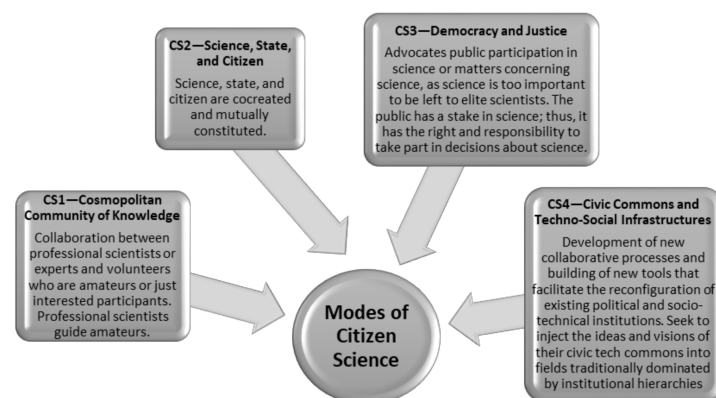 CS1—Cosmopolitan
Community of Knowledge
Collaboration between
professional scientists or
experts and volunteers
who are amateurs or just
interested participants.
Professional scientists
guide amateurs.
CS2—Science, State,
and Citizen
Science, state, and
citizen are cocreated
and mutually
constituted.
CS3—Democracy and Justice
Advocates public participation in
science or matters concerning
science, as science is too important
to be left to elite scientists. The
public has a stake in science; thus, it
has the right and responsibility to
take part in decisions about science.
CS4—Civic Commons and
Techno-Social Infrastructures
Development of new
collaborative processes and
building of new tools that
facilitate the reconfiguration of
existing political and socio-
technical institutions. Seek to
inject the ideas and visions of
their civic tech commons into
fields traditionally dominated
by institutional hierarchies
Modes of
Citizen
Science